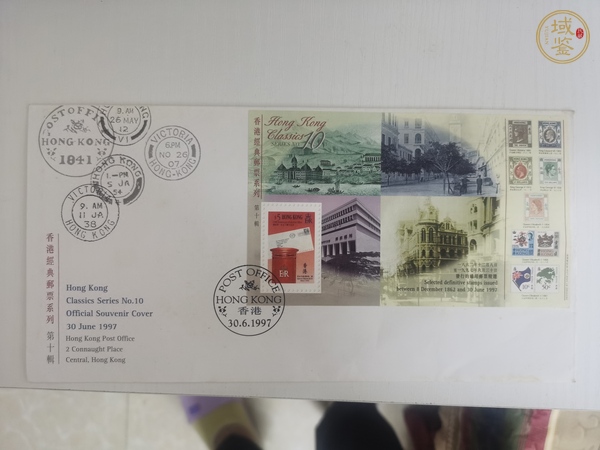 域鉴
POST OFFICE
HONG KONG
1841
9. AM
26 MAY
12
VICTORIA
6.PM
NO 26
07
HONG-KONG
HONG KONG
1.-PM
5 JA
54
VICTORIA
9. AM
11 JA
38
HONG KONG
香港經典郵票系列 第十輯
Hong Kong
Classics Series No.10
Official Souvenir Cover
30 June 1997
Hong Kong Post Office
2 Connaught Place
Central, Hong Kong
POST OFFICE
HONG KONG
香港
30.6.1997
香港經典郵票系列 第十輯
Hong Kong
Classics
10
HONG KONG
香港
E R
Selected definitive stamps issued
between 8 December 1862 and 30 June 1997